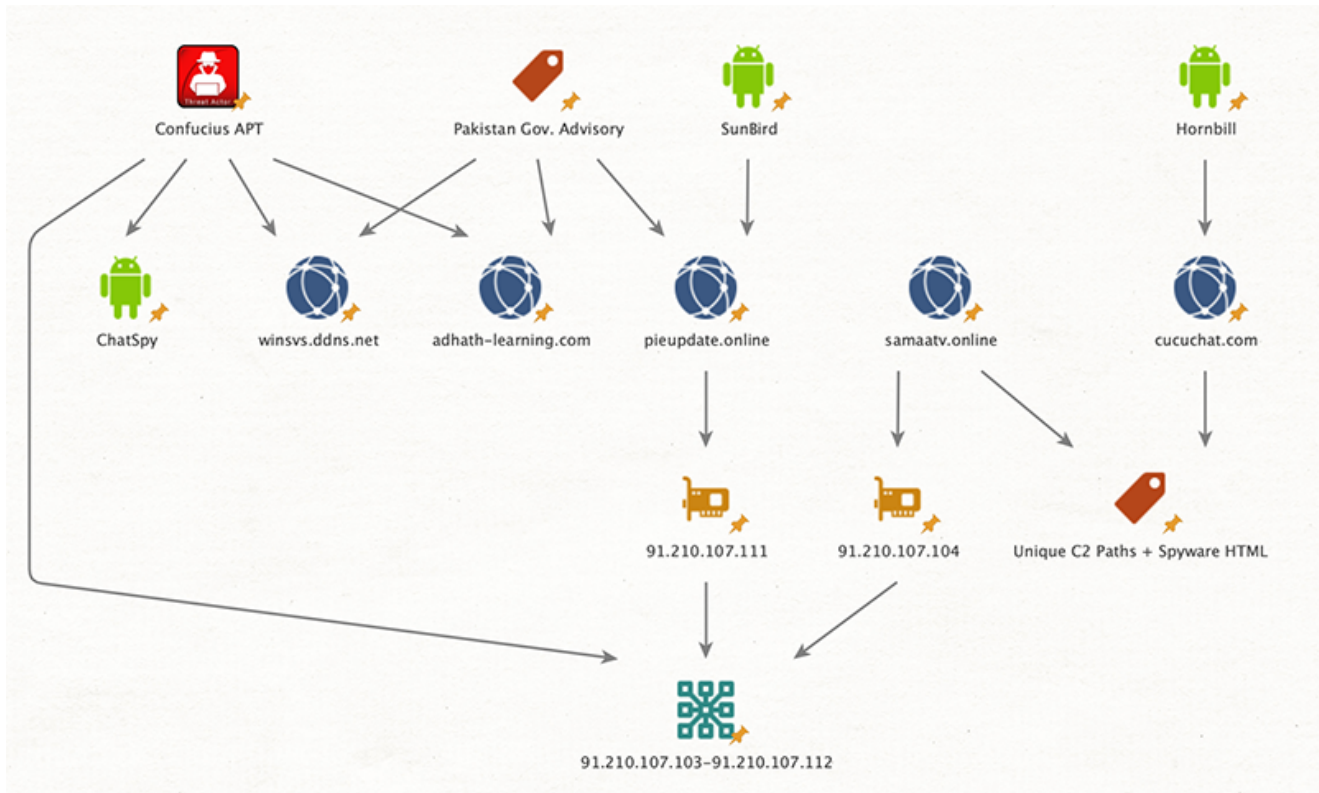 Threat Actor
Confucius APT
Pakistan Gov. Advisory
SunBird
Hornbill
ChatSpy
winsvs.ddns.net
adhath-learning.com
pieupdate.online
samaatv.online
cucuchat.com
91.210.107.111
91.210.107.104
Unique C2 Paths + Spyware HTML
91.210.107.103-91.210.107.112